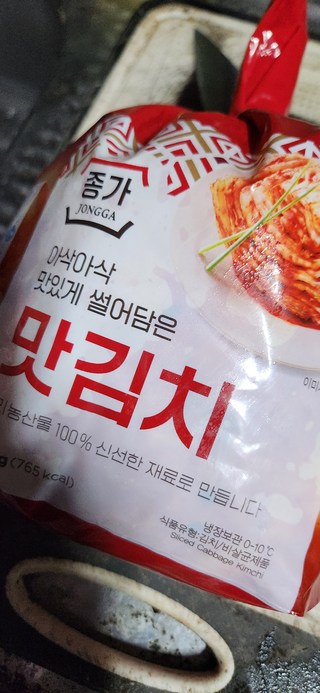 종가
JONGGA
아삭아삭
맛있게 썰어담은
맛김치
농산물 100% 신선한 재료로 만듭니다
g(765 kcal)
냉장보관 0-10℃
식품유형:김치/비살균제품
Sliced Cabbage Kimchi
이미